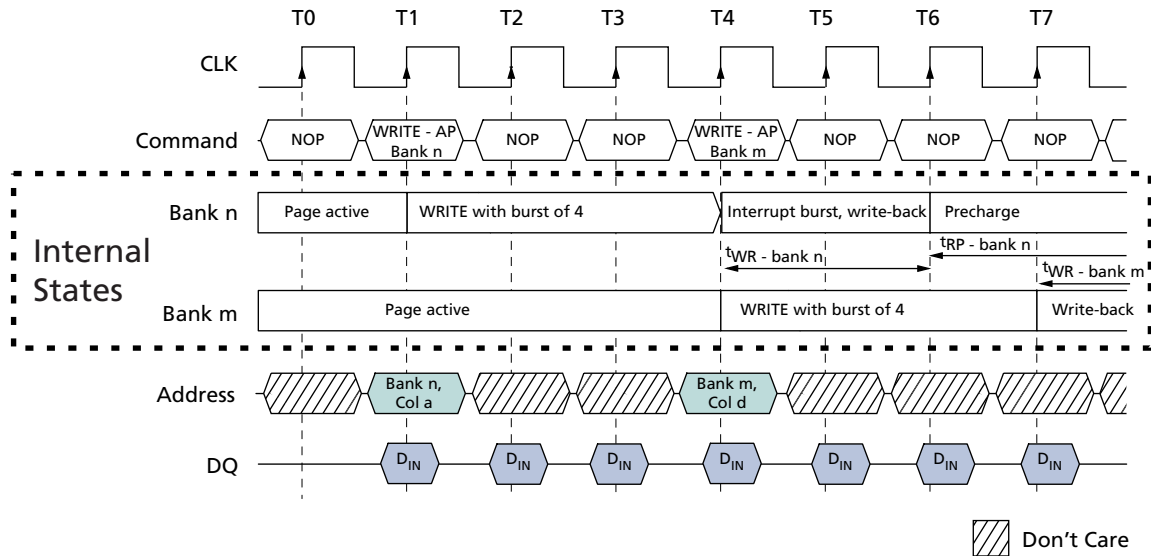 T0 T1 T2 T3 T4 T5 T6 T7
CLK
Command NOP WRITE - AP Bank n NOP NOP WRITE - AP Bank m NOP NOP NOP
Internal States
Bank n Page active WRITE with burst of 4 Interrupt burst, write-back Precharge
tWR - bank n tRP - bank n
tWR - bank m
Bank m Page active WRITE with burst of 4 Write-back
Address Bank n, Col a Bank m, Col d
DQ DIN DIN DIN DIN DIN DIN DIN
Don't Care